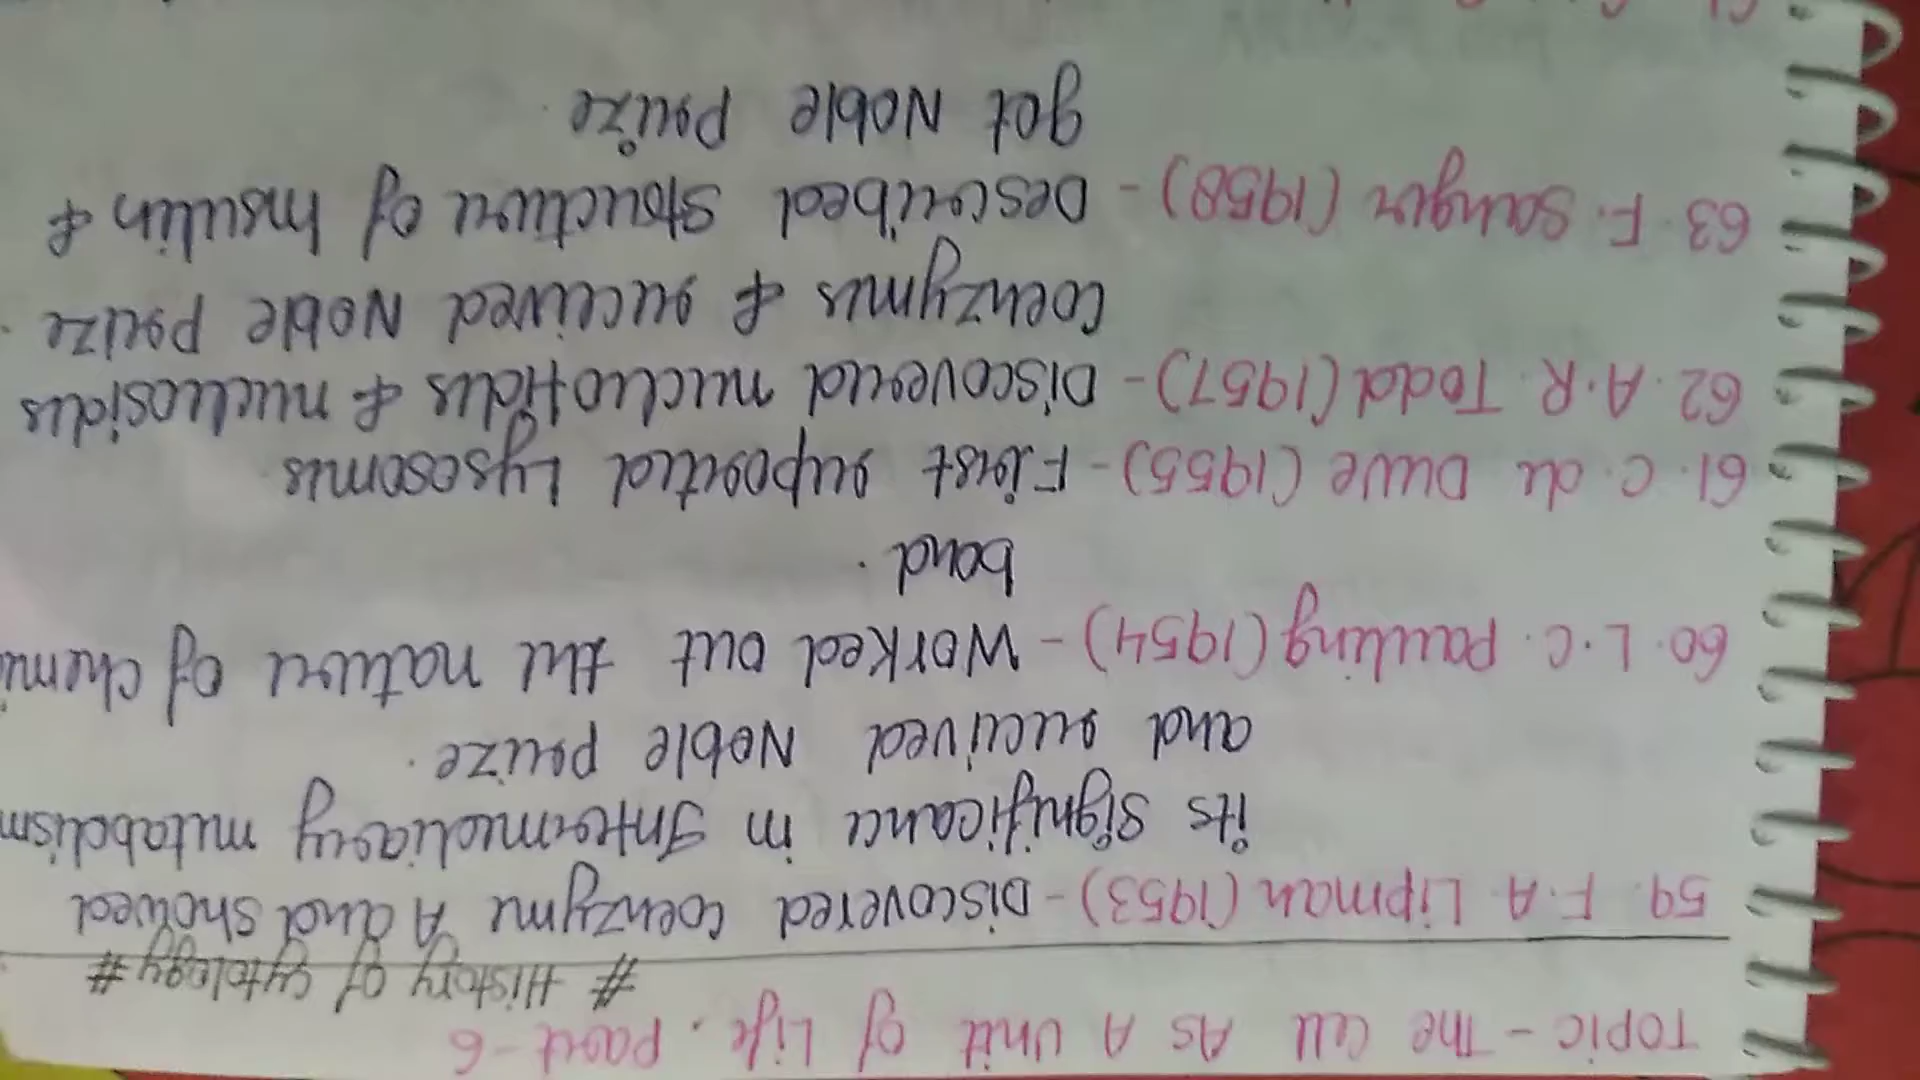 Topic - The Cell As A Unit of Life. Part - 6
# History of Cytology #
59. F.A. Lipman (1953) - Discovered Coenzyme A and showed
its significance in Intermediary metabolism
and received Noble prize.
60. L.C. Pauling (1954) - Worked out the nature of
bond.
61. C. de Duve (1955) - First reported Lysosomes
62. A.R. Todd (1957) - Discovered nucleotides & nucleosides
Coenzymes & received Noble Prize.
63. F. Sanger (1958) - Described structure of Insulin &
got Noble Prize.